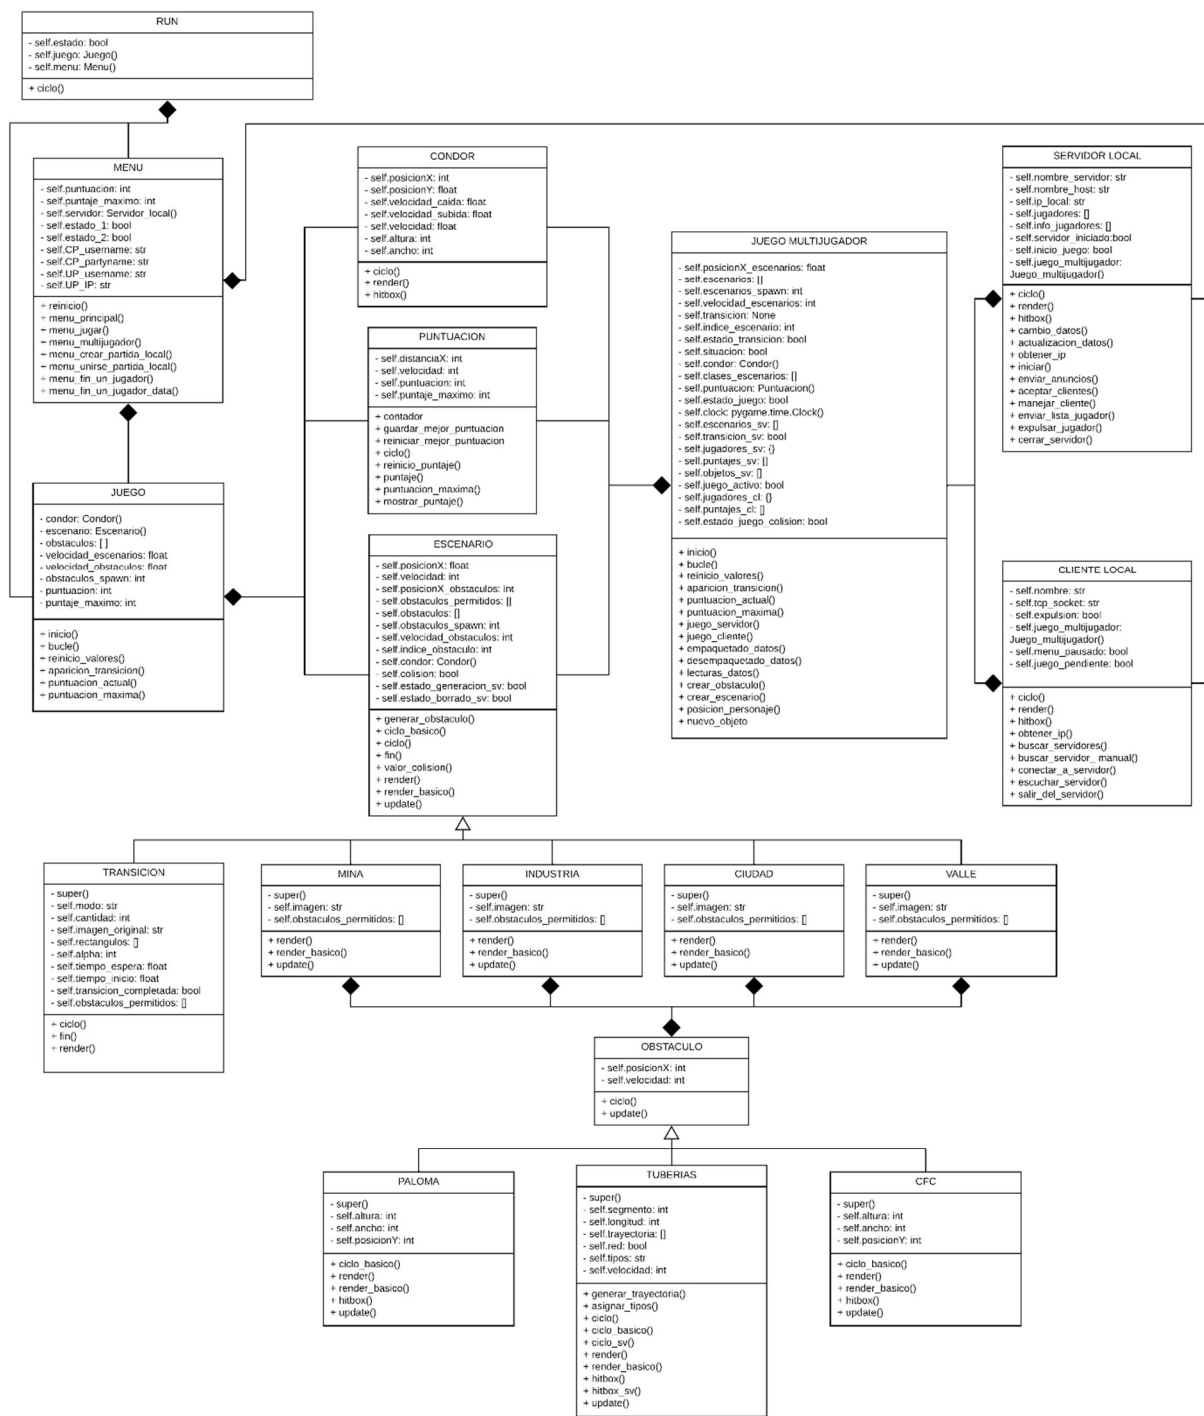 RUN
- self.estado: bool
- self.juego: Juego()
- self.menu: Menu()
+ ciclo()
MENU
- self.puntuacion: int
- self.puntaje_maximo: int
- self.servidor: Servidor_local()
- self.estado_1: bool
- self.estado_2: bool
- self.CP_username: str
- self.CP_partyname: str
- self.UP_username: str
- self.UP_IP: str
+ reinicio()
+ menu_principal()
+ menu_jugar()
+ menu_multijugador()
+ menu_crear_partida_local()
+ menu_unirse_partida_local()
+ menu_fin_un_jugador()
+ menu_fin_un_jugador_data()
JUEGO
- condor: Condor()
- escenario: Escenario()
- obstaculos: [ ]
- velocidad_escenarios: float
- velocidad_obstaculos: float
- obstaculos_spawn: int
- puntuacion: int
- puntaje_maximo: int
+ inicio()
+ bucle()
+ reinicio_valores()
+ aparicion_transicion()
+ puntuacion_actual()
+ puntuacion_maxima()
CONDOR
- self.posicionX: int
- self.posicionY: float
- self.velocidad_caida: float
- self.velocidad_subida: float
- self.velocidad: float
- self.altura: int
- self.ancho: int
+ ciclo()
+ render()
+ hitbox()
PUNTUACION
- self.distanciaX: int
- self.velocidad: int
- self.puntuacion: int
- self.puntaje_maximo: int
+ contador
+ guardar_mejor_puntuacion
+ reiniciar_mejor_puntuacion
+ ciclo()
+ reinicio_puntaje()
+ puntaje()
+ puntuacion_maxima()
+ mostrar_puntaje()
ESCENARIO
- self.posicionX: float
- self.velocidad: int
- self.posicionX_obstaculos: int
- self.obstaculos_permitidos: []
- self.obstaculos: []
- self.obstaculos_spawn: int
- self.velocidad_obstaculos: int
- self.indice_obstaculo: int
- self.condor: Condor()
- self.colision: bool
- self.estado_generacion_sv: bool
- self.estado_borrado_sv: bool
+ generar_obstaculo()
+ ciclo_basico()
+ ciclo()
+ fin()
+ valor_colision()
+ render()
+ render_basico()
+ update()
JUEGO MULTIJUGADOR
- self.posicionX_escenarios: float
- self.escenarios: []
- self.escenarios_spawn: int
- self.velocidad_escenarios: int
- self.transicion: None
- self.indice_escenario: int
- self.estado_transicion: bool
- self.situacion: bool
- self.condor: Condor()
- self.clases_escenarios: []
- self.puntuacion: Puntuacion()
- self.estado_juego: bool
- self.clock: pygame.time.Clock()
- self.escenarios_sv: []
- self.transicion_sv: bool
- self.jugadores_sv: {}
- self.puntajes_sv: []
- self.objetos_sv: []
- self.juego_activo: bool
- self.jugadores_cl: {}
- self.puntajes_cl: []
- self.estado_juego_colision: bool
+ inicio()
+ bucle()
+ reinicio_valores()
+ aparicion_transicion()
+ puntuacion_actual()
+ puntuacion_maxima()
+ juego_servidor()
+ juego_cliente()
+ empaquetado_datos()
+ desempaquetado_datos()
+ lecturas_datos()
+ crear_obstaculo()
+ crear_escenario()
+ posicion_personaje()
+ nuevo_objeto
SERVIDOR LOCAL
- self.nombre_servidor: str
- self.nombre_host: str
- self.ip_local: str
- self.jugadores: []
- self.info_jugadores: []
- self.servidor_iniciado:bool
- self.inicio_juego: bool
- self.juego_multijugador:
Juego_multijugador()
+ ciclo()
+ render()
+ hitbox()
+ cambio_datos()
+ actualizacion_datos()
+ obtener_ip
+ iniciar()
+ enviar_anuncios()
+ aceptar_clientes()
+ manejar_cliente()
+ enviar_lista_jugador()
+ expulsar_jugador()
+ cerrar_servidor()
CLIENTE LOCAL
- self.nombre: str
- self.tcp_socket: str
- self.expulsion: bool
- self.juego_multijugador:
Juego_multijugador()
- self.menu_pausado: bool
- self.juego_pendiente: bool
+ ciclo()
+ render()
+ hitbox()
+ obtener_ip()
+ buscar_servidores()
+ buscar_servidor_ manual()
+ conectar_a_servidor()
+ escuchar_servidor()
+ salir_del_servidor()
TRANSICION
- super()
- self.modo: str
- self.cantidad: int
- self.imagen_original: str
- self.rectangulos: []
- self.alpha: int
- self.tiempo_espera: float
- self.tiempo_inicio: float
- self.transicion_completada: bool
- self.obstaculos_permitidos: []
+ ciclo()
+ fin()
+ render()
MINA
- super()
- self.imagen: str
- self.obstaculos_permitidos: []
+ render()
+ render_basico()
+ update()
INDUSTRIA
- super()
- self.imagen: str
- self.obstaculos_permitidos: []
+ render()
+ render_basico()
+ update()
CIUDAD
- super()
- self.imagen: str
- self.obstaculos_permitidos: []
+ render()
+ render_basico()
+ update()
VALLE
- super()
- self.imagen: str
- self.obstaculos_permitidos: []
+ render()
+ render_basico()
+ update()
OBSTACULO
- self.posicionX: int
- self.velocidad: int
+ ciclo()
+ update()
PALOMA
- super()
- self.altura: int
- self.ancho: int
- self.posicionY: int
+ ciclo_basico()
+ render()
+ render_basico()
+ hitbox()
+ update()
TUBERIAS
- super()
- self.segmento: int
- self.longitud: int
- self.trayectoria: []
- self.red: bool
- self.tipos: str
- self.velocidad: int
+ generar_trayectoria()
+ asignar_tipos()
+ ciclo()
+ ciclo_basico()
+ ciclo_sv()
+ render()
+ render_basico()
+ hitbox()
+ hitbox_sv()
+ update()
CFC
- super()
- self.altura: int
- self.ancho: int
- self.posicionY: int
+ ciclo_basico()
+ render()
+ render_basico()
+ hitbox()
+ update()